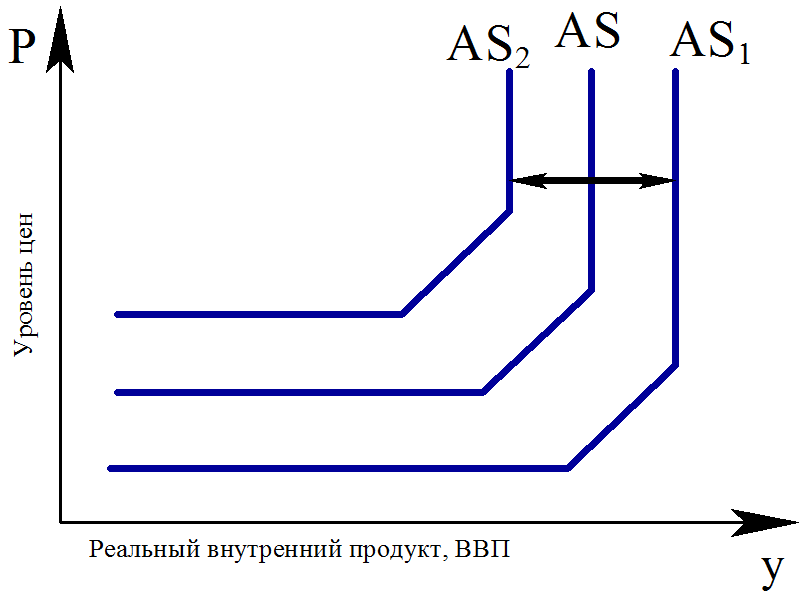 P
AS₂ AS AS₁
Уровень цен
Реальный внутренний продукт, ВВП
y